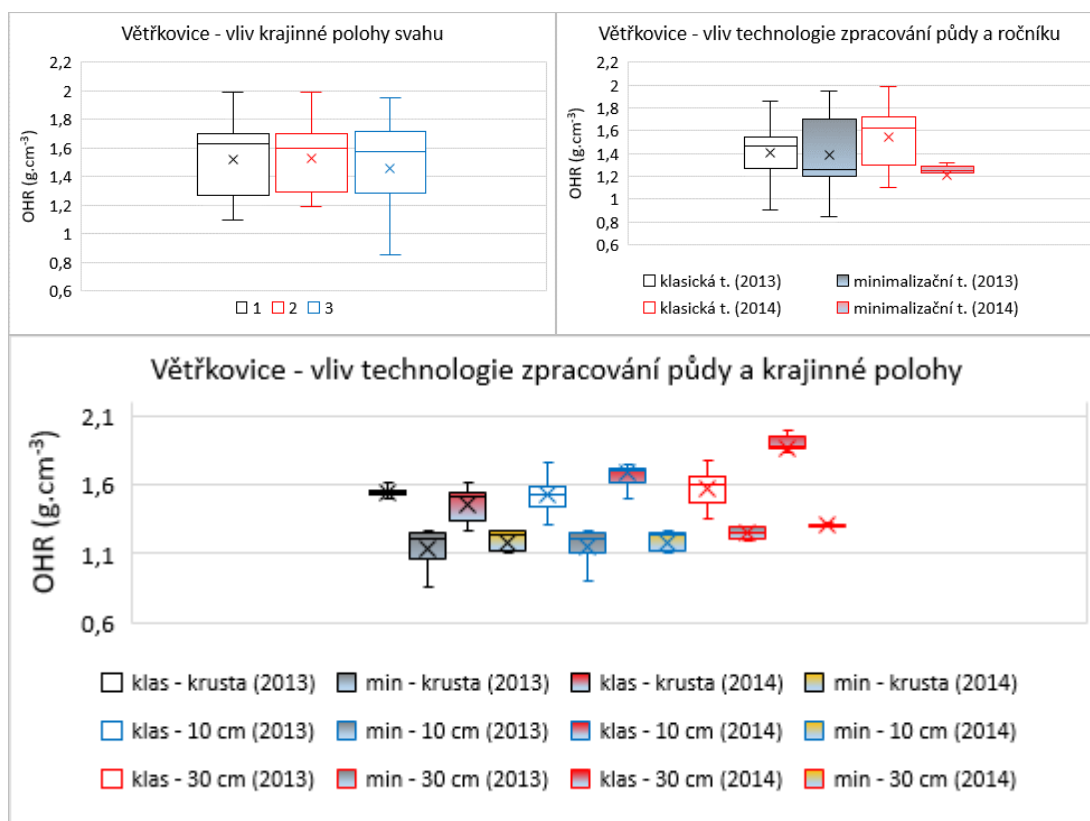 Větřkovice - vliv krajinné polohy svahu
2,2
2
1,8
1,6
1,4
1,2
1
0,8
0,6
OHR (g.cm⁻³)
1 2 3
Větřkovice - vliv technologie zpracování půdy a ročníku
2,2
2
1,8
1,6
1,4
1,2
1
0,8
0,6
OHR (g.cm⁻³)
klasická t. (2013) minimalizační t. (2013)
klasická t. (2014) minimalizační t. (2014)
Větřkovice - vliv technologie zpracování půdy a krajinné polohy
2,1
1,6
1,1
0,6
OHR (g.cm⁻³)
klas - krusta (2013) min - krusta (2013) klas - krusta (2014) min - krusta (2014)
klas - 10 cm (2013) min - 10 cm (2013) klas - 10 cm (2014) min - 10 cm (2014)
klas - 30 cm (2013) min - 30 cm (2013) klas - 30 cm (2014) min - 30 cm (2014)